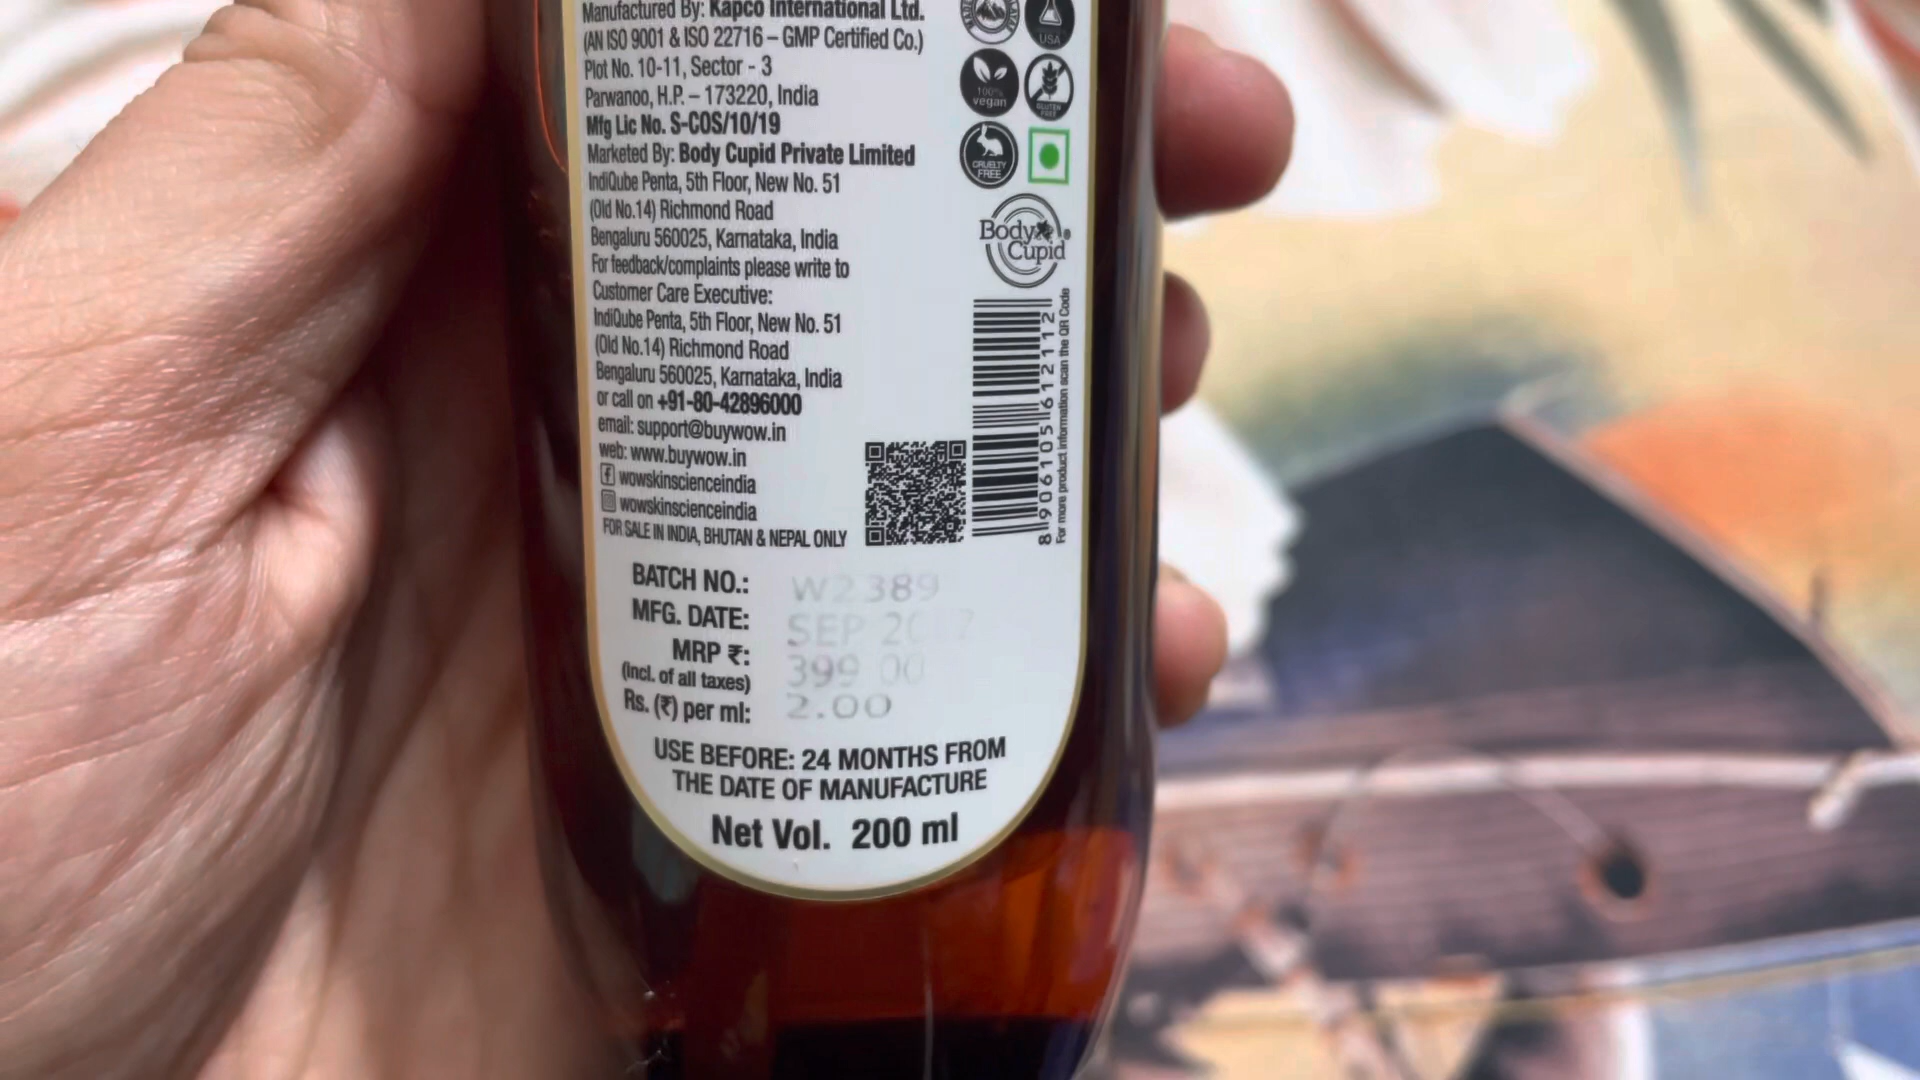 Manufactured By: Kapco International Ltd.
(AN ISO 9001 & ISO 22716 – GMP Certified Co.)
Plot No. 10-11, Sector - 3
Parwanoo, H.P. – 173220, India
Mfg Lic No. S-COS/10/19
Marketed By: Body Cupid Private Limited
IndiQube Penta, 5th Floor, New No. 51
(Old No.14) Richmond Road
Bengaluru 560025, Karnataka, India
For feedback/complaints please write to
Customer Care Executive:
IndiQube Penta, 5th Floor, New No. 51
(Old No.14) Richmond Road
Bengaluru 560025, Karnataka, India
or call on +91-80-42896000
email: support@buywow.in
web: www.buywow.in
wowskinscienceindia
wowskinscienceindia
FOR SALE IN INDIA, BHUTAN & NEPAL ONLY
USA
100% vegan
GLUTEN FREE
CRUELTY FREE
Body Cupid®
8 906105 612112
For more product information scan the QR Code
BATCH NO.: W2389
MFG. DATE: SEP
MRP ₹: 399 00
(incl. of all taxes)
Rs. (₹) per ml: 2.00
USE BEFORE: 24 MONTHS FROM
THE DATE OF MANUFACTURE
Net Vol. 200 ml